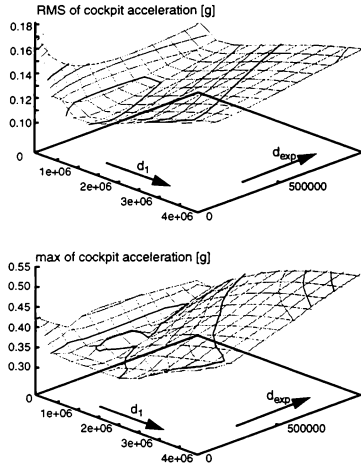 RMS of cockpit acceleration [g]
0.18
0.16
0.14
0.12
0.10
0
1e+06
2e+06
3e+06
4e+06
d1
dexp
500000
0
max of cockpit acceleration [g]
0.55
0.50
0.45
0.40
0.35
0.30
0
1e+06
2e+06
3e+06
4e+06
d1
dexp
500000
0